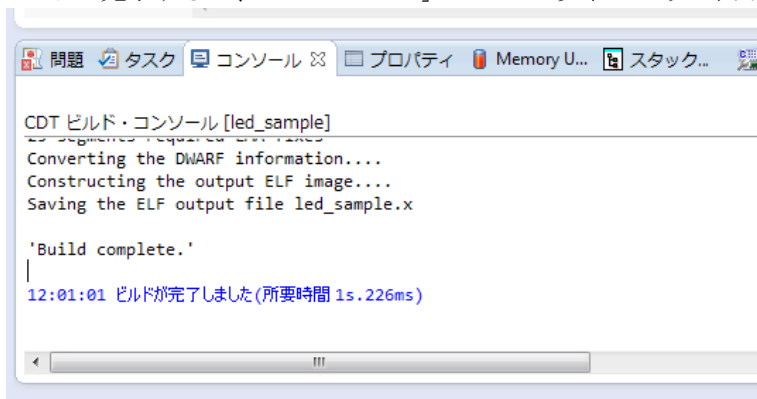 問題 タスク コンソール プロパティ Memory U... スタック...
CDT ビルド・コンソール [led_sample]
Converting the DWARF information....
Constructing the output ELF image....
Saving the ELF output file led_sample.x
'Build complete.'
12:01:01 ビルドが完了しました(所要時間 1s.226ms)